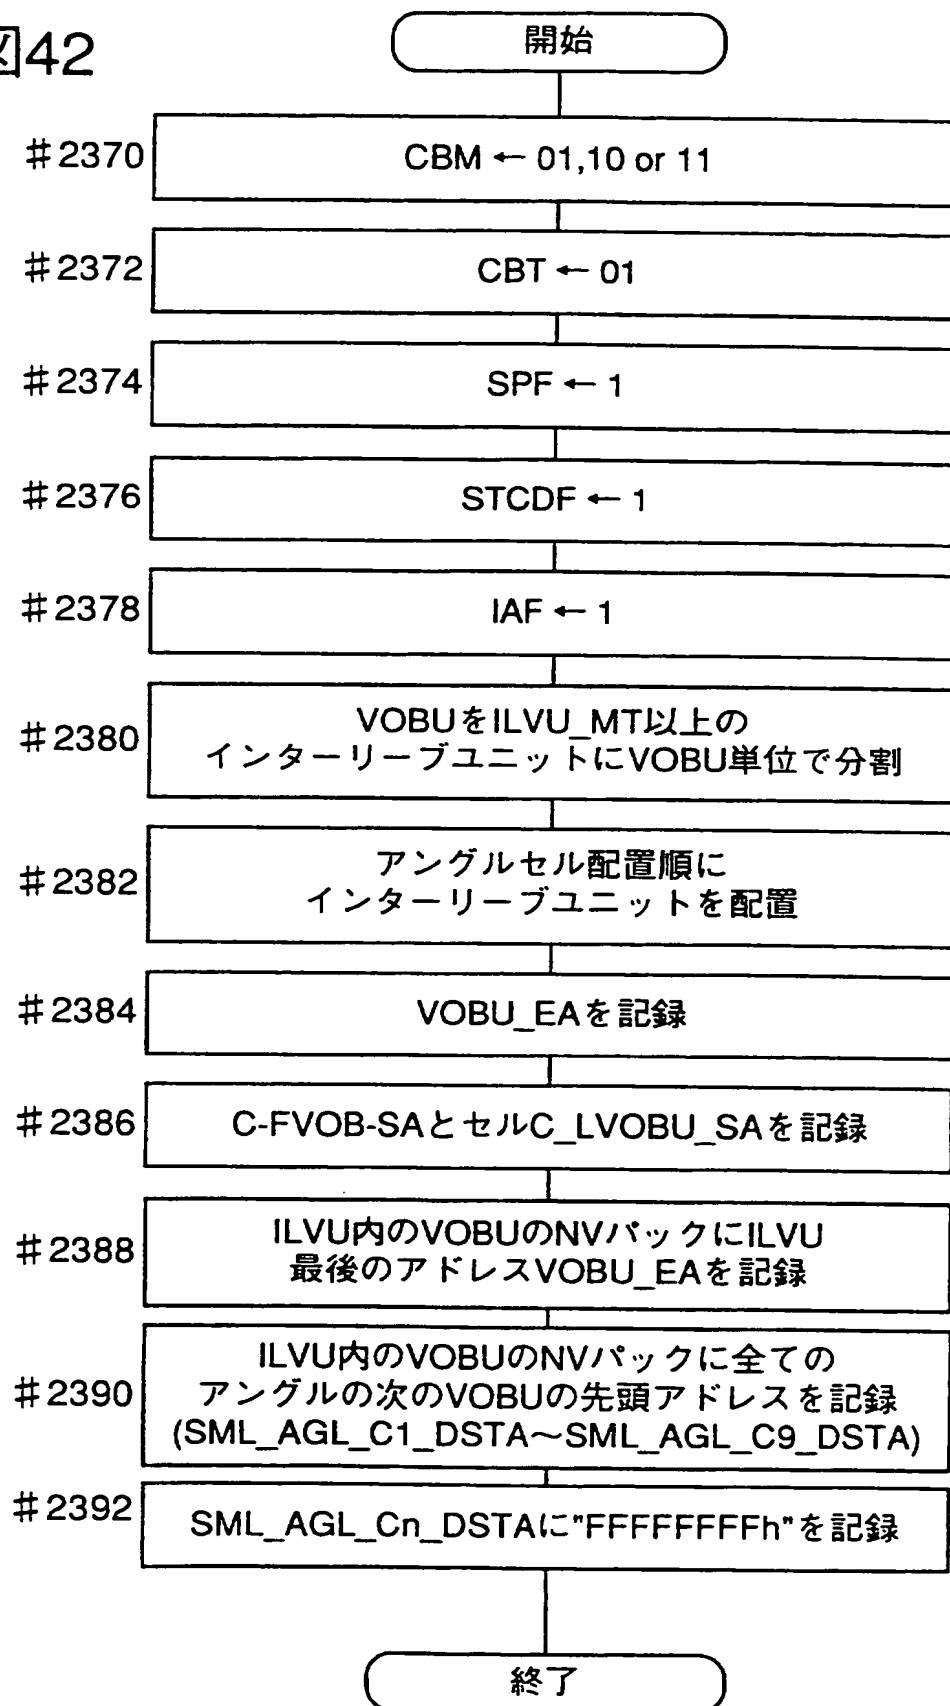 図42
開始
#2370
CBM ← 01,10 or 11
#2372
CBT ← 01
#2374
SPF ← 1
#2376
STCDF ← 1
#2378
IAF ← 1
#2380
VOBUをILVU_MT以上の
インターリーブユニットにVOBU単位で分割
#2382
アングルセル配置順に
インターリーブユニットを配置
#2384
VOBU_EAを記録
#2386
C-FVOB-SAとセルC_LVOBU_SAを記録
#2388
ILVU内のVOBUのNVパックにILVU
最後のアドレスVOBU_EAを記録
#2390
ILVU内のVOBUのNVパックに全ての
アングルの次のVOBUの先頭アドレスを記録
(SML_AGL_C1_DSTA～SML_AGL_C9_DSTA)
#2392
SML_AGL_Cn_DSTAに"FFFFFFFFh"を記録
終了